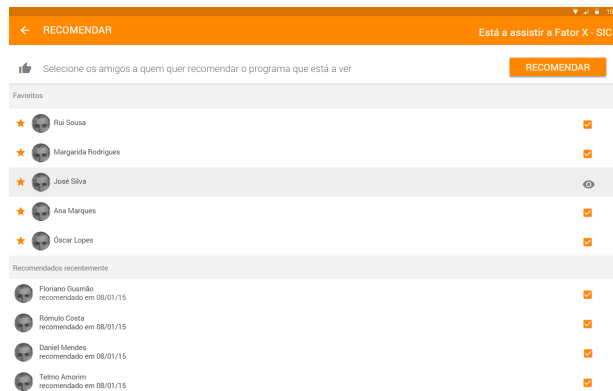 RECOMENDAR
Está a assistir a Fator X - SIC
Selecione os amigos a quem quer recomendar o programa que está a ver
RECOMENDAR
Favoritos
Rui Sousa
Margarida Rodrigues
José Silva
Ana Marques
Óscar Lopes
Recomendados recentemente
Floriano Gusmão
recomendado em 08/01/15
Rómulo Costa
recomendado em 08/01/15
Daniel Mendes
recomendado em 08/01/15
Telmo Amorim
recomendado em 08/01/15